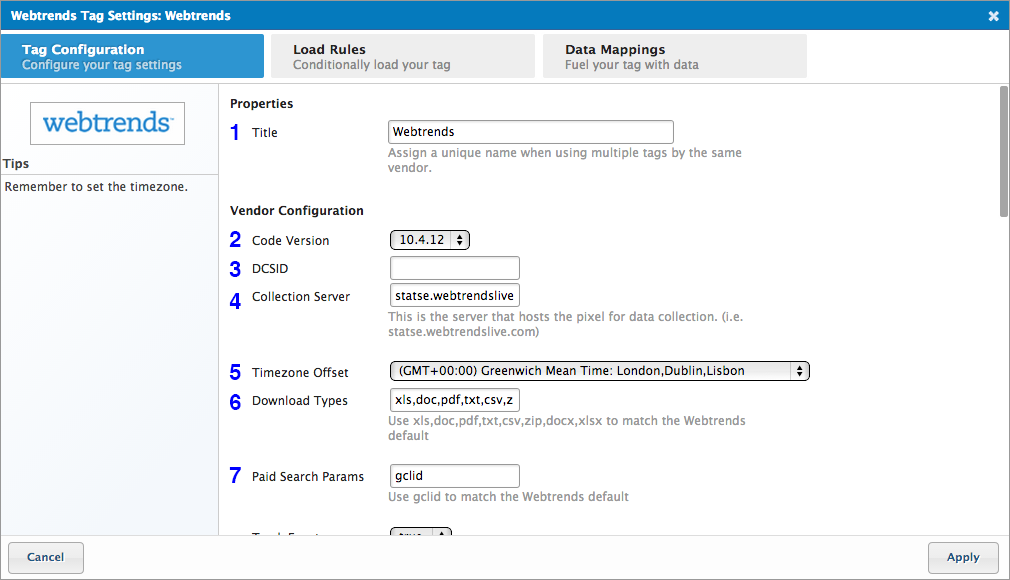 Webtrends Tag Settings: Webtrends
Tag Configuration
Configure your tag settings
Load Rules
Conditionally load your tag
Data Mappings
Fuel your tag with data
webtrends
Tips
Remember to set the timezone.
Properties
1 Title Webtrends
Assign a unique name when using multiple tags by the same
vendor.
Vendor Configuration
2 Code Version 10.4.12
3 DCSID
4 Collection Server statse.webtrendslive
This is the server that hosts the pixel for data collection. (i.e.
statse.webtrendslive.com)
5 Timezone Offset (GMT+00:00) Greenwich Mean Time: London,Dublin,Lisbon
6 Download Types xls,doc,pdf,txt,csv,z
Use xls,doc,pdf,txt,csv,zip,docx,xlsx to match the Webtrends
default
7 Paid Search Params gclid
Use gclid to match the Webtrends default
Cancel
Apply